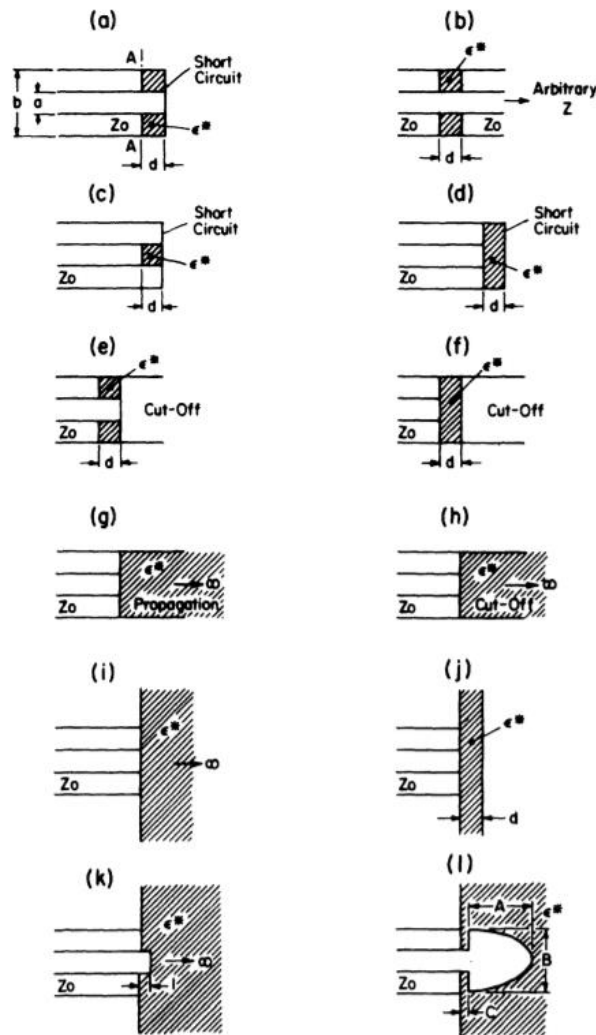 (a)
A
Short
Circuit
b
a
Zo
ϵ*
A
d
(b)
ϵ*
Arbitrary
Z
Zo
Zo
d
(c)
Short
Circuit
ϵ*
Zo
d
(d)
Short
Circuit
ϵ*
Zo
d
(e)
ϵ*
Cut-Off
Zo
d
(f)
ϵ*
Cut-Off
Zo
d
(g)
ϵ*
∞
Zo
Propagation
(h)
ϵ*
∞
Zo
Cut-Off
(i)
ϵ*
∞
Zo
(j)
ϵ*
Zo
d
(k)
ϵ*
∞
Zo
l
(l)
A
ϵ*
B
Zo
C